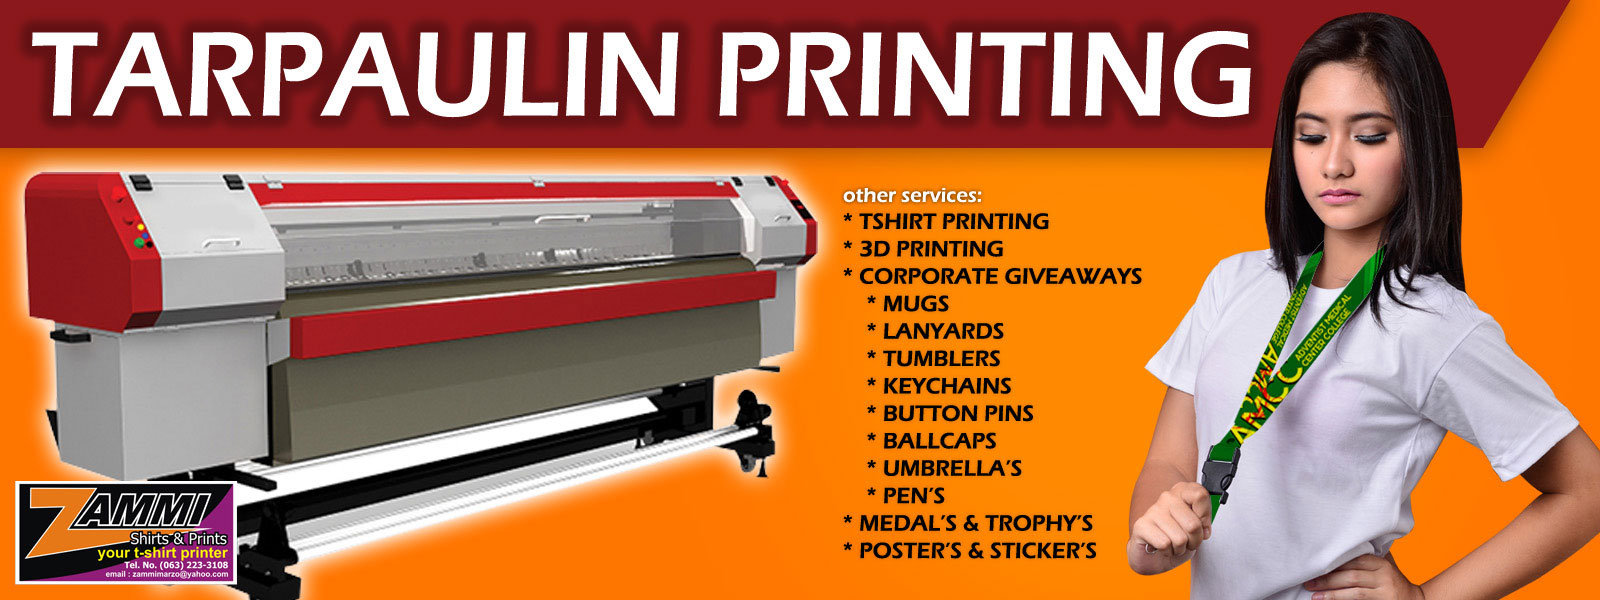 TARPAULIN PRINTING
other services:
* TSHIRT PRINTING
* 3D PRINTING
* CORPORATE GIVEAWAYS
* MUGS
* LANYARDS
* TUMBLERS
* KEYCHAINS
* BUTTON PINS
* BALLCAPS
* UMBRELLA'S
* PEN'S
* MEDAL'S & TROPHY'S
* POSTER'S & STICKER'S
ZAMMI
Shirts & Prints
your t-shirt printer
Tel. No. (063) 223-3108
email : zammimarzo@yahoo.com
ADVENTIST MEDICAL
CENTER COLLEGE
AMCC